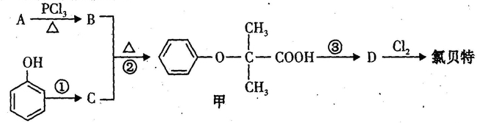 A PCl₃ △ B
OH ① C
△ ②
O C COOH CH₃ CH₃
甲
③ D Cl₂ 氯贝特